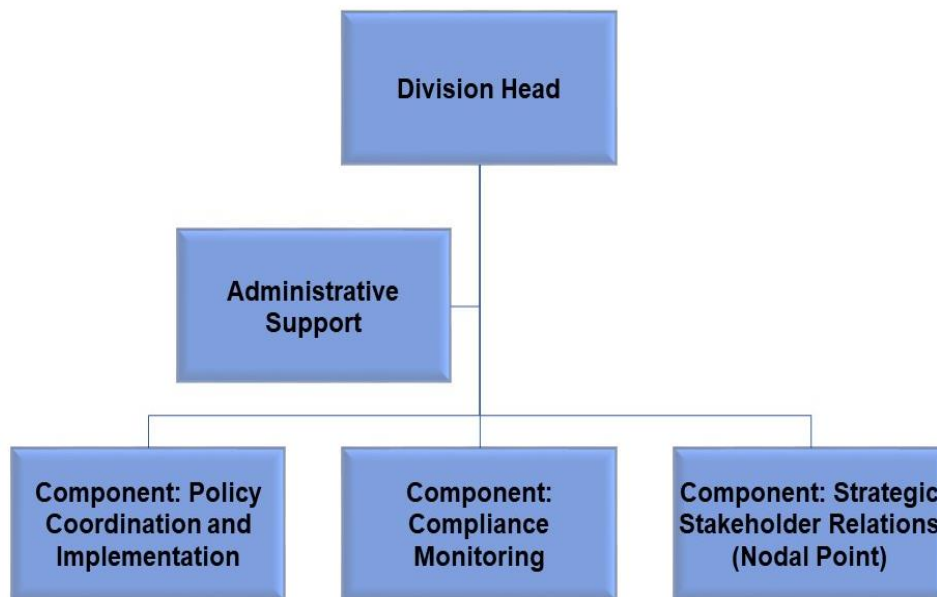 Division Head
Administrative
Support
Component: Policy
Coordination and
Implementation
Component:
Compliance
Monitoring
Component: Strategic
Stakeholder Relations
(Nodal Point)